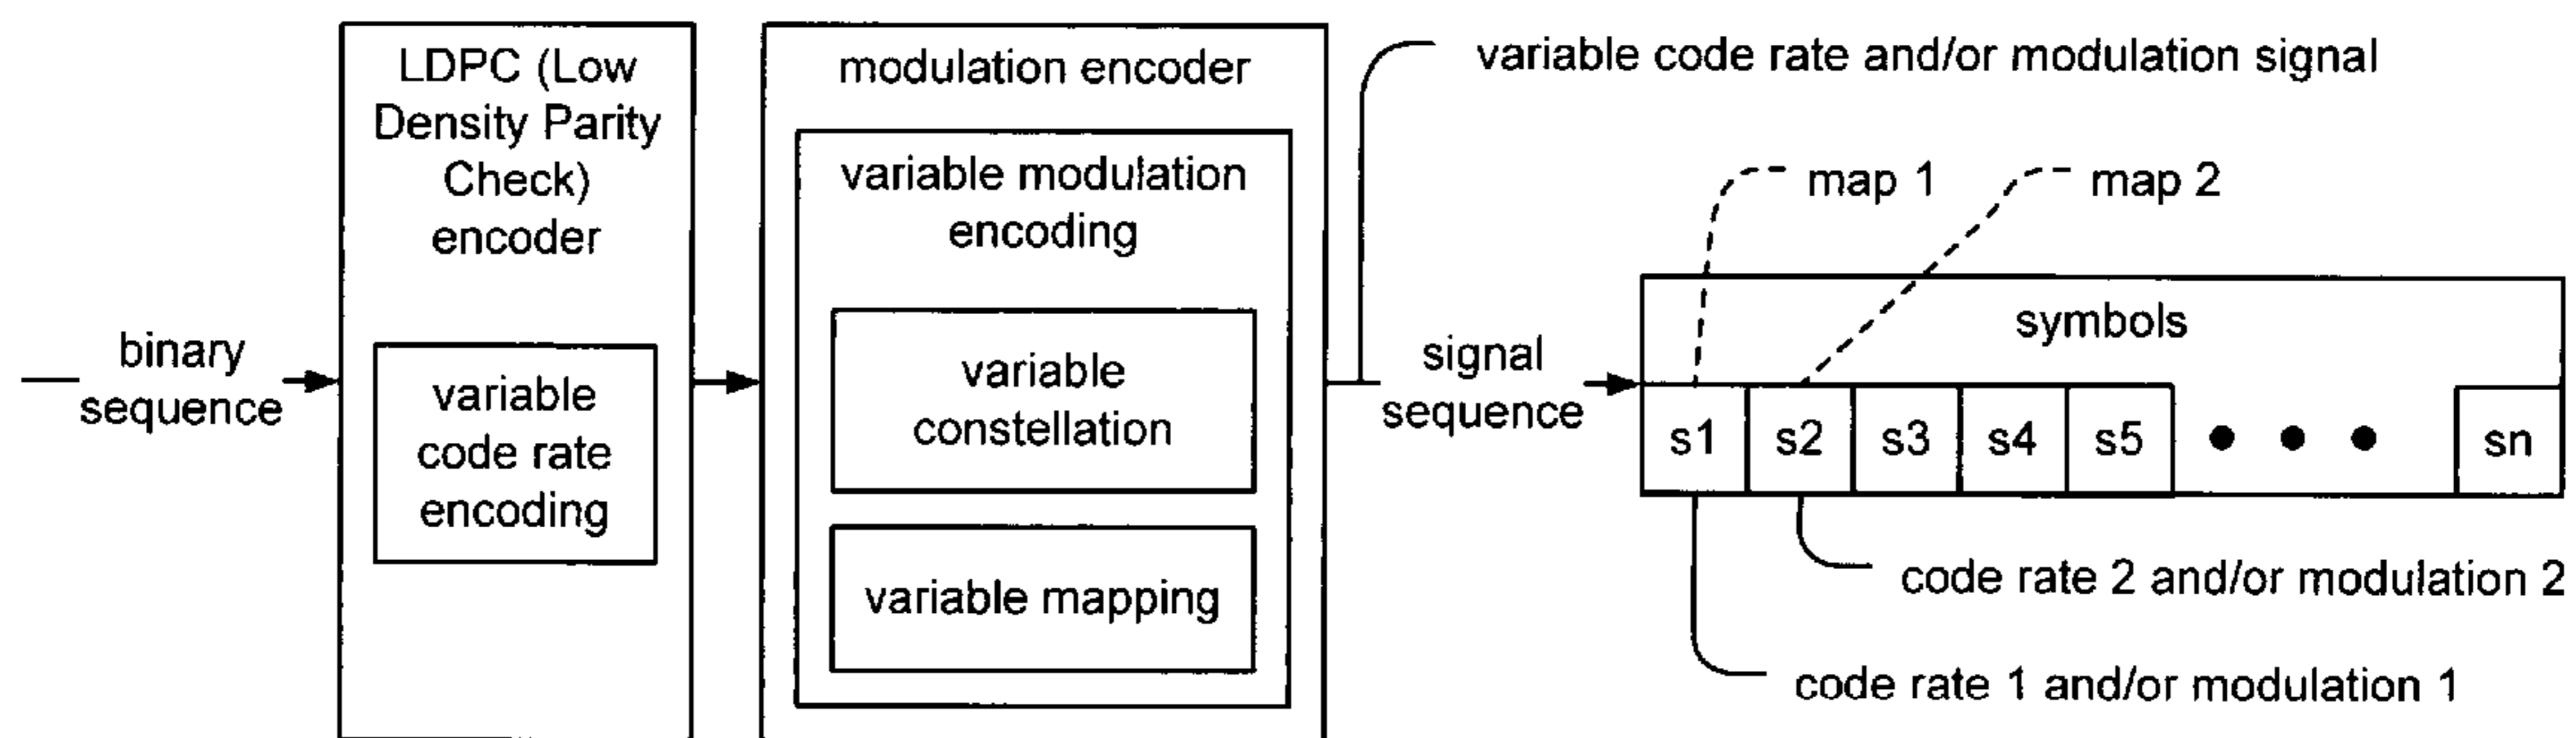 binary
sequence
LDPC (Low
Density Parity
Check)
encoder
variable
code rate
encoding
modulation encoder
variable modulation
encoding
variable
constellation
variable mapping
variable code rate and/or modulation signal
signal
sequence
map 1
map 2
symbols
s1 s2 s3 s4 s5 • • • sn
code rate 2 and/or modulation 2
code rate 1 and/or modulation 1